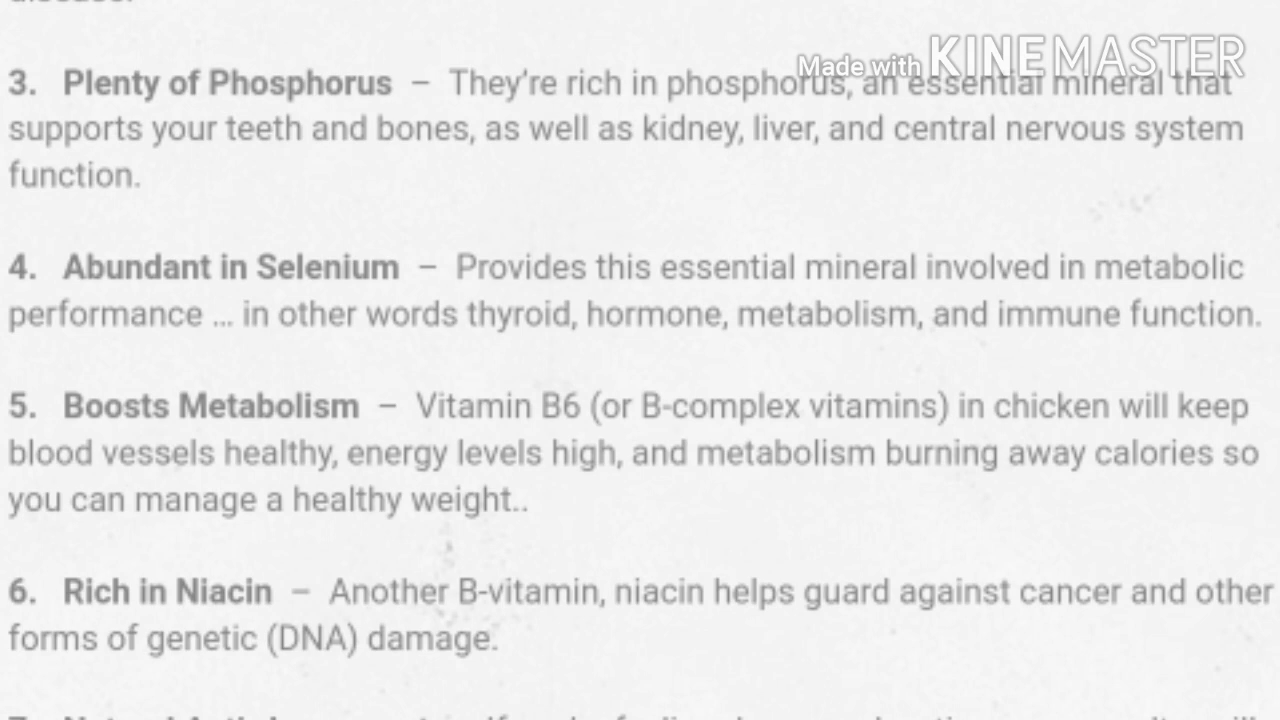 Made with KINEMASTER
3. Plenty of Phosphorus – They're rich in phosphorus, an essential mineral that
supports your teeth and bones, as well as kidney, liver, and central nervous system
function.
4. Abundant in Selenium – Provides this essential mineral involved in metabolic
performance ... in other words thyroid, hormone, metabolism, and immune function.
5. Boosts Metabolism – Vitamin B6 (or B-complex vitamins) in chicken will keep
blood vessels healthy, energy levels high, and metabolism burning away calories so
you can manage a healthy weight..
6. Rich in Niacin – Another B-vitamin, niacin helps guard against cancer and other
forms of genetic (DNA) damage.